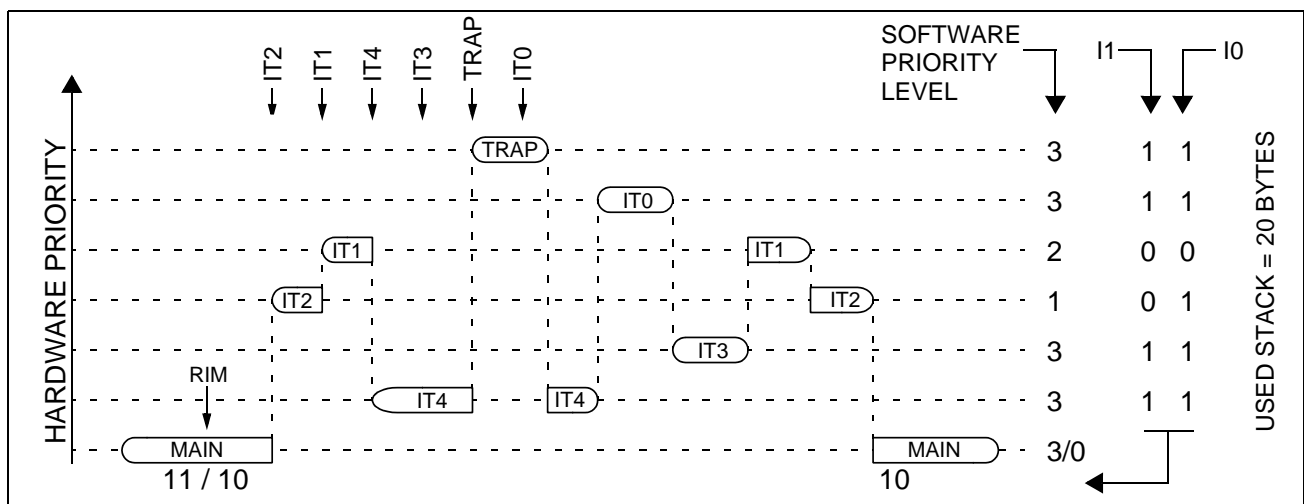 IT2
IT1
IT4
IT3
TRAP
IT0
SOFTWARE
PRIORITY
LEVEL
I1
I0
HARDWARE PRIORITY
USED STACK = 20 BYTES
TRAP
3 1 1
IT0
3 1 1
IT1
IT1
2 0 0
IT2
IT2
1 0 1
IT3
3 1 1
RIM
IT4
IT4
3 1 1
MAIN
MAIN
3/0
11 / 10
10